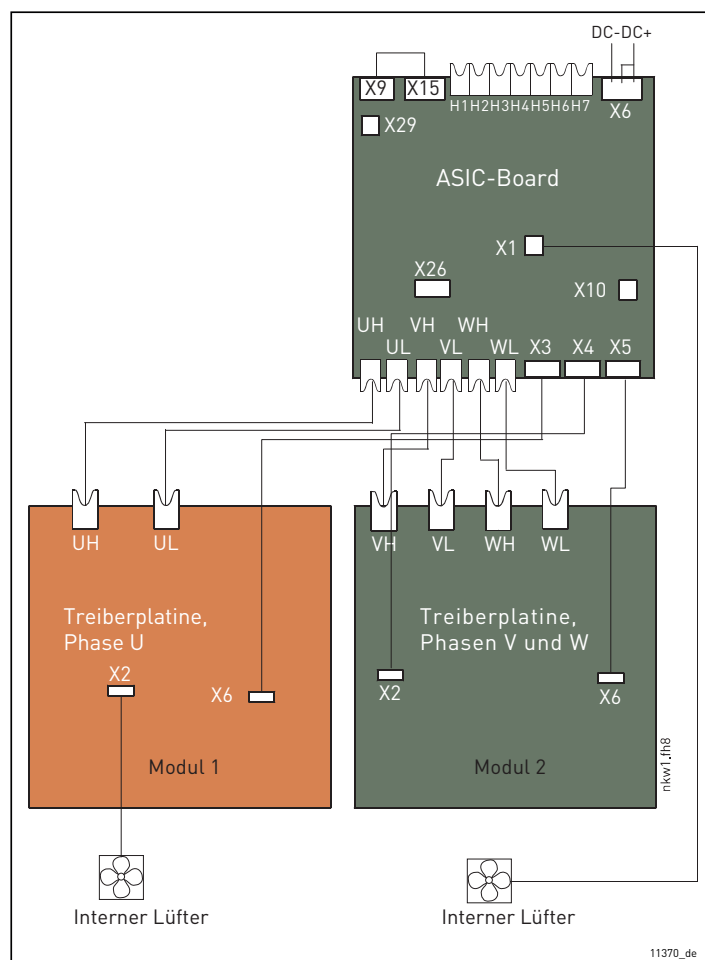 DC-DC+
X9
X15
H1H2H3H4H5H6H7
X6
X29
ASIC-Board
X1
X26
X10
UH
VH
WH
UL
VL
WL
X3
X4
X5
UH
UL
VH
VL
WH
WL
Treiberplatine,
Phase U
Treiberplatine,
Phasen V und W
X2
X6
X2
X6
Modul 1
Modul 2
nkw1.fh8
Interner Lüfter
Interner Lüfter
11370_de